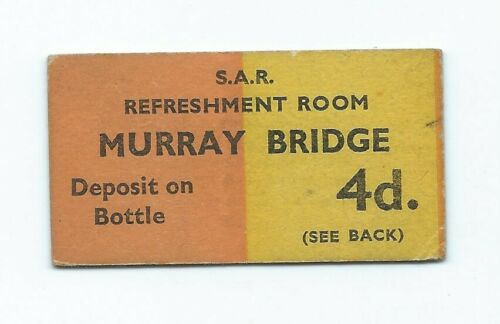 S.A.R.
REFRESHMENT ROOM
MURRAY BRIDGE
Deposit on
Bottle
4d.
(SEE BACK)